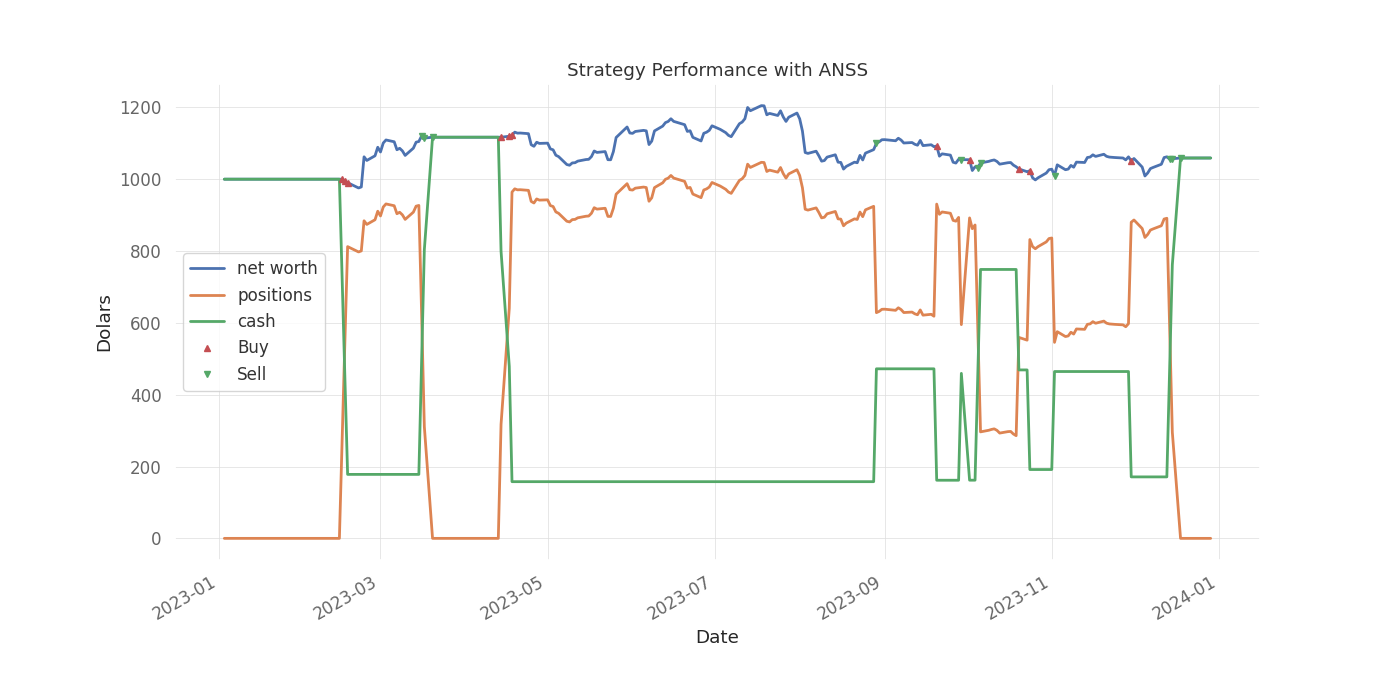 Strategy Performance with ANSS
1200
1000
800
600
400
200
0
Dolars
net worth
positions
cash
Buy
Sell
2023-01
2023-03
2023-05
2023-07
2023-09
2023-11
2024-01
Date